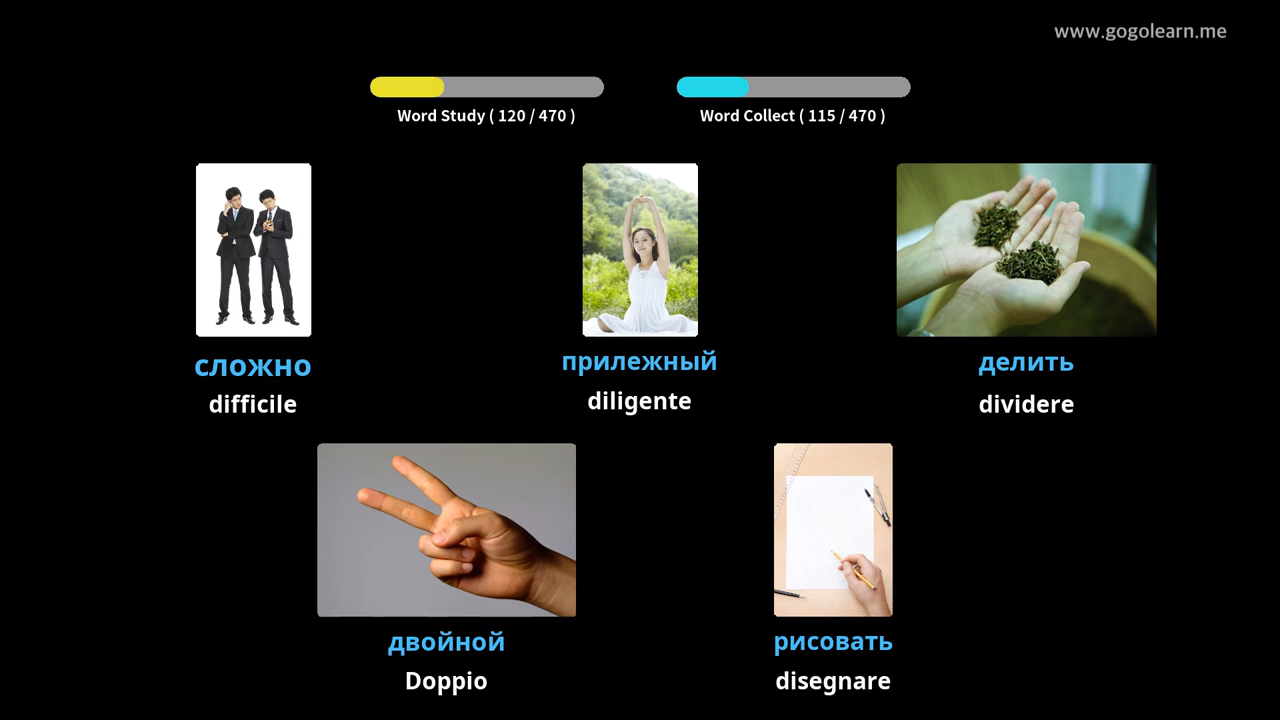 www.gogolearn.me
Word Study ( 120 / 470 )
Word Collect ( 115 / 470 )
сложно
difficile
прилежный
diligente
делить
dividere
двойной
Doppio
рисовать
disegnare